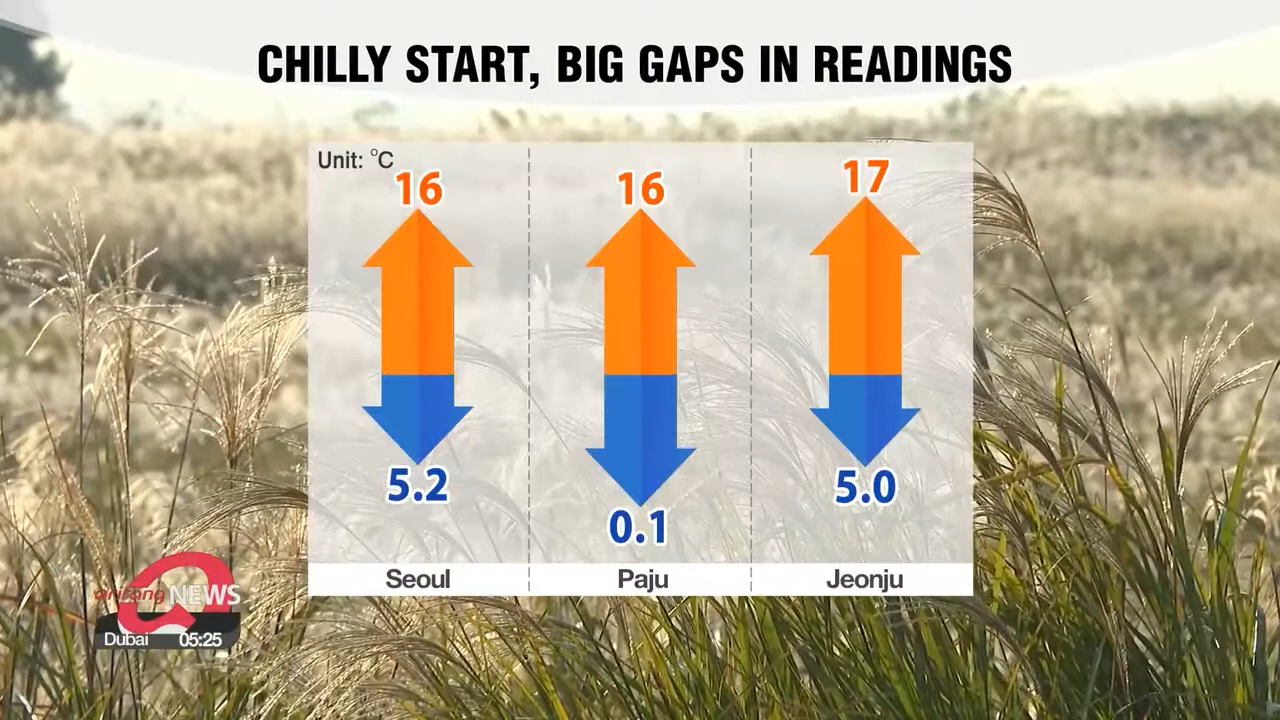 CHILLY START, BIG GAPS IN READINGS
Unit: °C
16
16
17
5.2
0.1
5.0
Seoul
Paju
Jeonju
arirang NEWS
Dubai 05:25